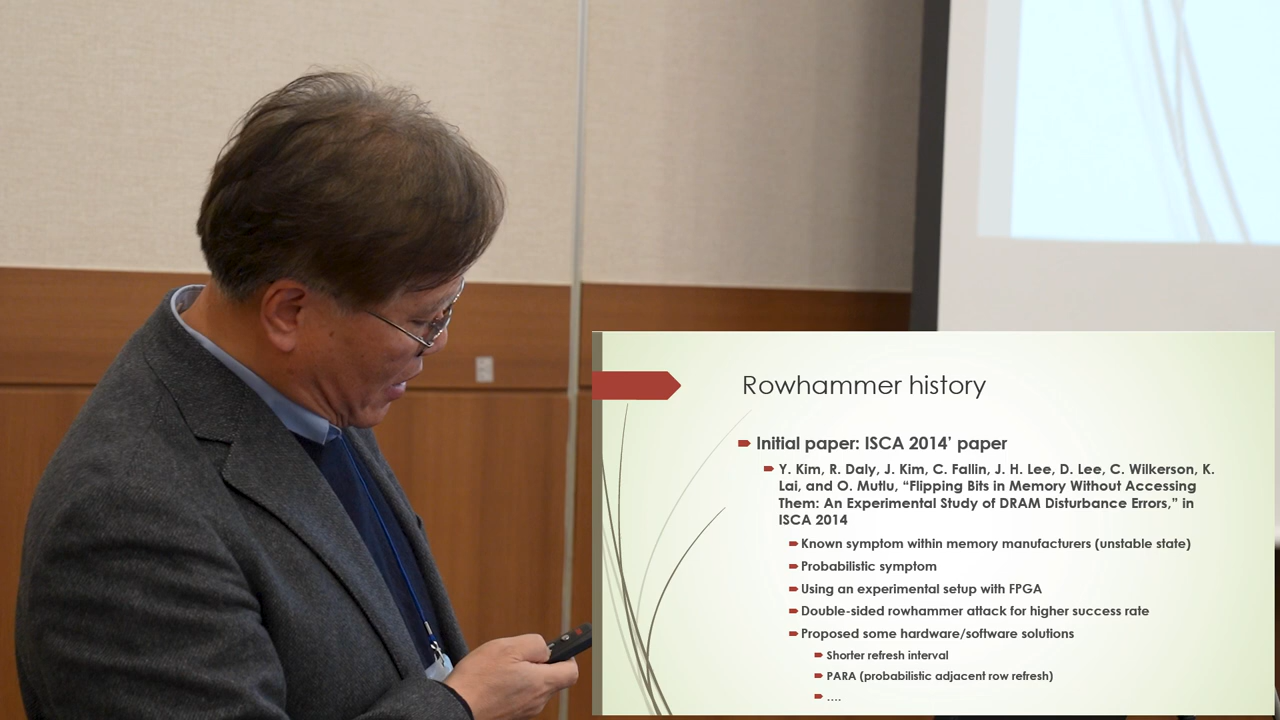 Rowhammer history
Initial paper: ISCA 2014’ paper
Y. Kim, R. Daly, J. Kim, C. Fallin, J. H. Lee, D. Lee, C. Wilkerson, K.
Lai, and O. Mutlu, “Flipping Bits in Memory Without Accessing
Them: An Experimental Study of DRAM Disturbance Errors,” in
ISCA 2014
Known symptom within memory manufacturers (unstable state)
Probabilistic symptom
Using an experimental setup with FPGA
Double-sided rowhammer attack for higher success rate
Proposed some hardware/software solutions
Shorter refresh interval
PARA (probabilistic adjacent row refresh)
....